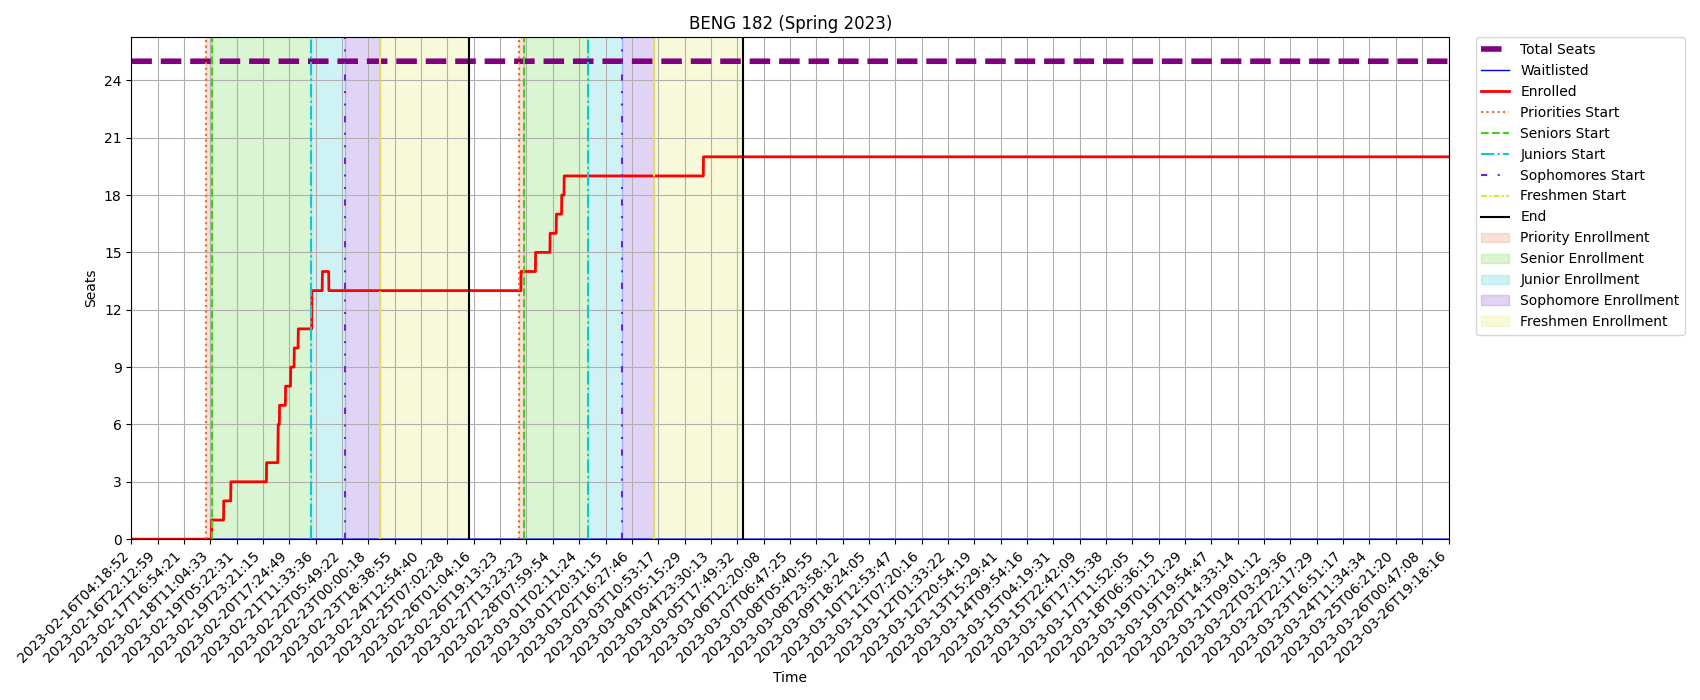 BENG 182 (Spring 2023)
Total Seats
Waitlisted
Enrolled
Priorities Start
Seniors Start
Juniors Start
Sophomores Start
Freshmen Start
End
Priority Enrollment
Senior Enrollment
Junior Enrollment
Sophomore Enrollment
Freshmen Enrollment
Seats
24
21
18
15
12
9
6
3
0
2023-02-16T04:18:52
2023-02-16T22:12:59
2023-02-17T16:54:21
2023-02-18T11:04:33
2023-02-19T05:22:31
2023-02-19T23:21:15
2023-02-20T17:24:49
2023-02-21T11:33:36
2023-02-22T05:49:22
2023-02-23T00:00:18
2023-02-23T18:38:55
2023-02-24T12:54:40
2023-02-25T07:02:28
2023-02-26T01:04:16
2023-02-26T19:13:23
2023-02-27T13:23:23
2023-02-28T07:59:54
2023-03-01T02:11:24
2023-03-01T20:31:15
2023-03-02T16:27:46
2023-03-03T10:53:17
2023-03-04T05:15:29
2023-03-04T23:30:13
2023-03-05T17:49:32
2023-03-06T12:20:08
2023-03-07T06:47:25
2023-03-08T05:40:55
2023-03-08T23:58:12
2023-03-09T18:24:05
2023-03-10T12:53:47
2023-03-11T07:20:16
2023-03-12T01:33:22
2023-03-12T20:54:19
2023-03-13T15:29:41
2023-03-14T09:54:16
2023-03-15T04:19:31
2023-03-15T22:42:09
2023-03-16T17:15:38
2023-03-17T11:52:05
2023-03-18T06:36:15
2023-03-19T01:21:29
2023-03-19T19:54:47
2023-03-20T14:33:14
2023-03-21T09:01:12
2023-03-22T03:29:36
2023-03-22T22:17:29
2023-03-23T16:51:17
2023-03-24T11:34:34
2023-03-25T06:21:20
2023-03-26T00:47:08
2023-03-26T19:18:16
Time